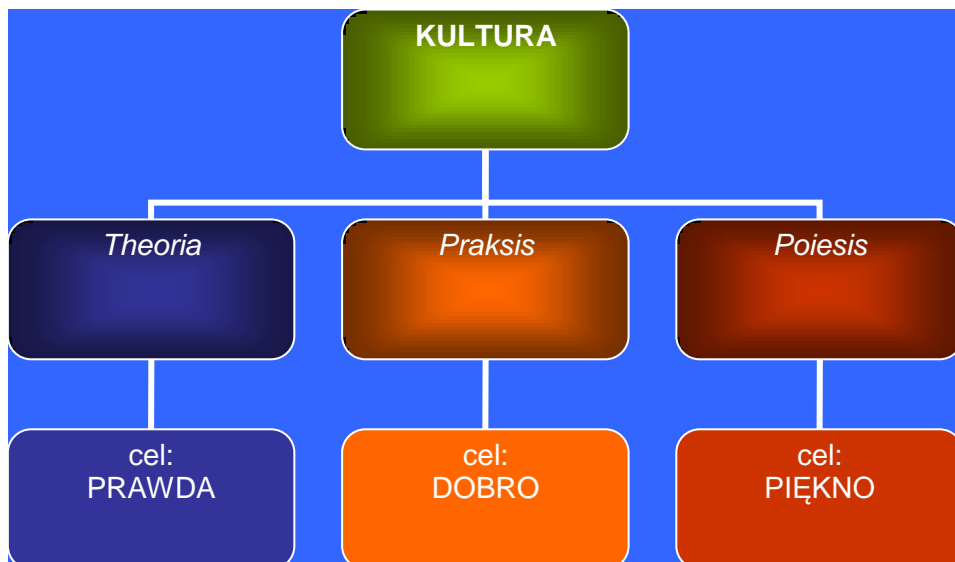 KULTURA
Theoria
Praksis
Poiesis
cel:
PRAWDA
cel:
DOBRO
cel:
PIĘKNO